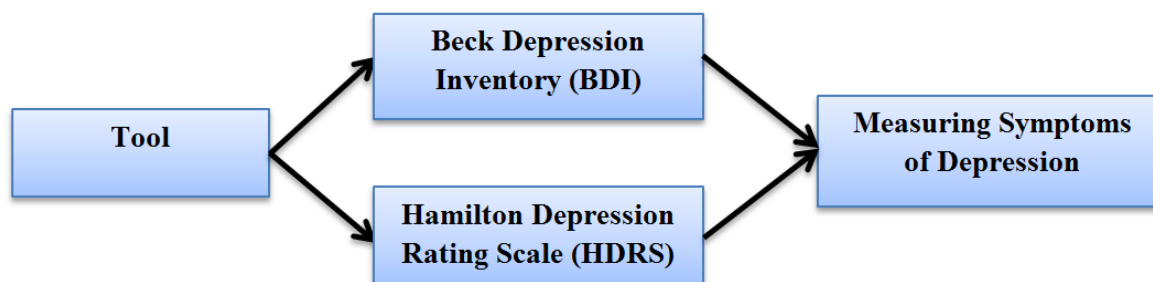 Beck Depression
Inventory (BDI)
Tool
Measuring Symptoms
of Depression
Hamilton Depression
Rating Scale (HDRS)